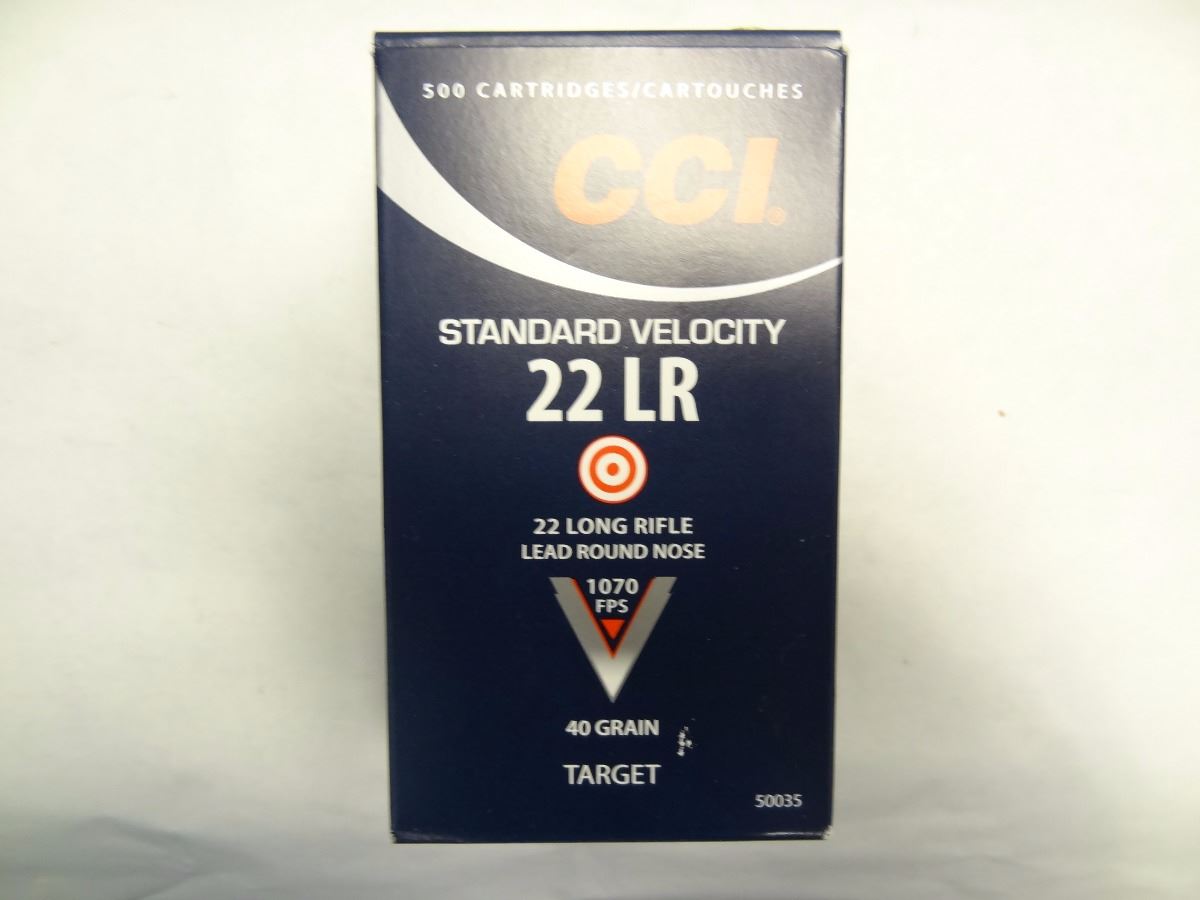 500 CARTRIDGES/CARTOUCHES
CCI®
STANDARD VELOCITY
22 LR
22 LONG RIFLE
LEAD ROUND NOSE
1070
FPS
40 GRAIN
TARGET
50035